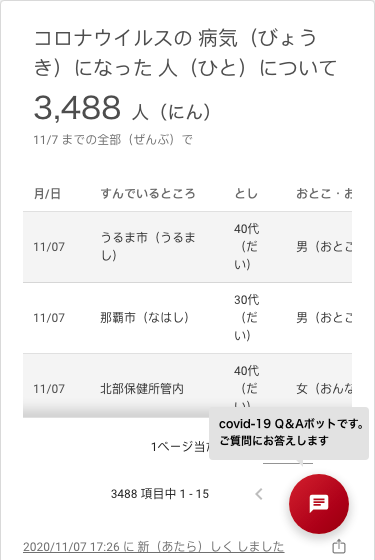 コロナウイルスの 病気（びょう
き）になった 人（ひと）について
3,488 人（にん）
11/7 までの全部（ぜんぶ）で
月/日 すんでいるところ とし おとこ・お
11/07 うるま市（うるまし） 40代（だい） 男（おとこ
11/07 那覇市（なはし） 30代（だい） 男（おとこ
11/07 北部保健所管内 40代（だい） 女（おんな
covid-19 Q&Aボットです。
ご質問にお答えします
1ページ当た
3488 項目中 1 - 15
2020/11/07 17:26 に 新（あたら）しく しました